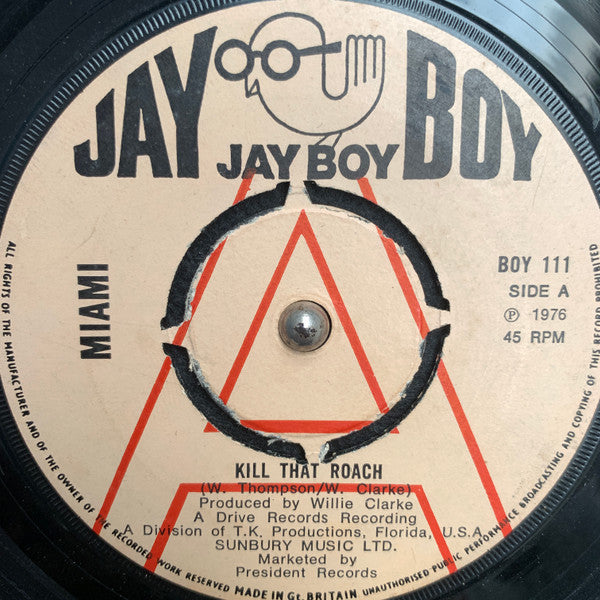 JAY BOY
JAY BOY
MIAMI
BOY 111
SIDE A
℗ 1976
45 RPM
A
KILL THAT ROACH
(W. Thompson/W. Clarke)
Produced by Willie Clarke
A Drive Records Recording
A Division of T.K. Productions, Florida, U.S.A.
SUNBURY MUSIC LTD.
Marketed by
President Records
ALL RIGHTS OF THE MANUFACTURER AND OF THE OWNER OF THE RECORDED WORK RESERVED MADE IN Gt. BRITAIN UNAUTHORISED PUBLIC PERFORMANCE BROADCASTING AND COPYING OF THIS RECORD PROHIBITED